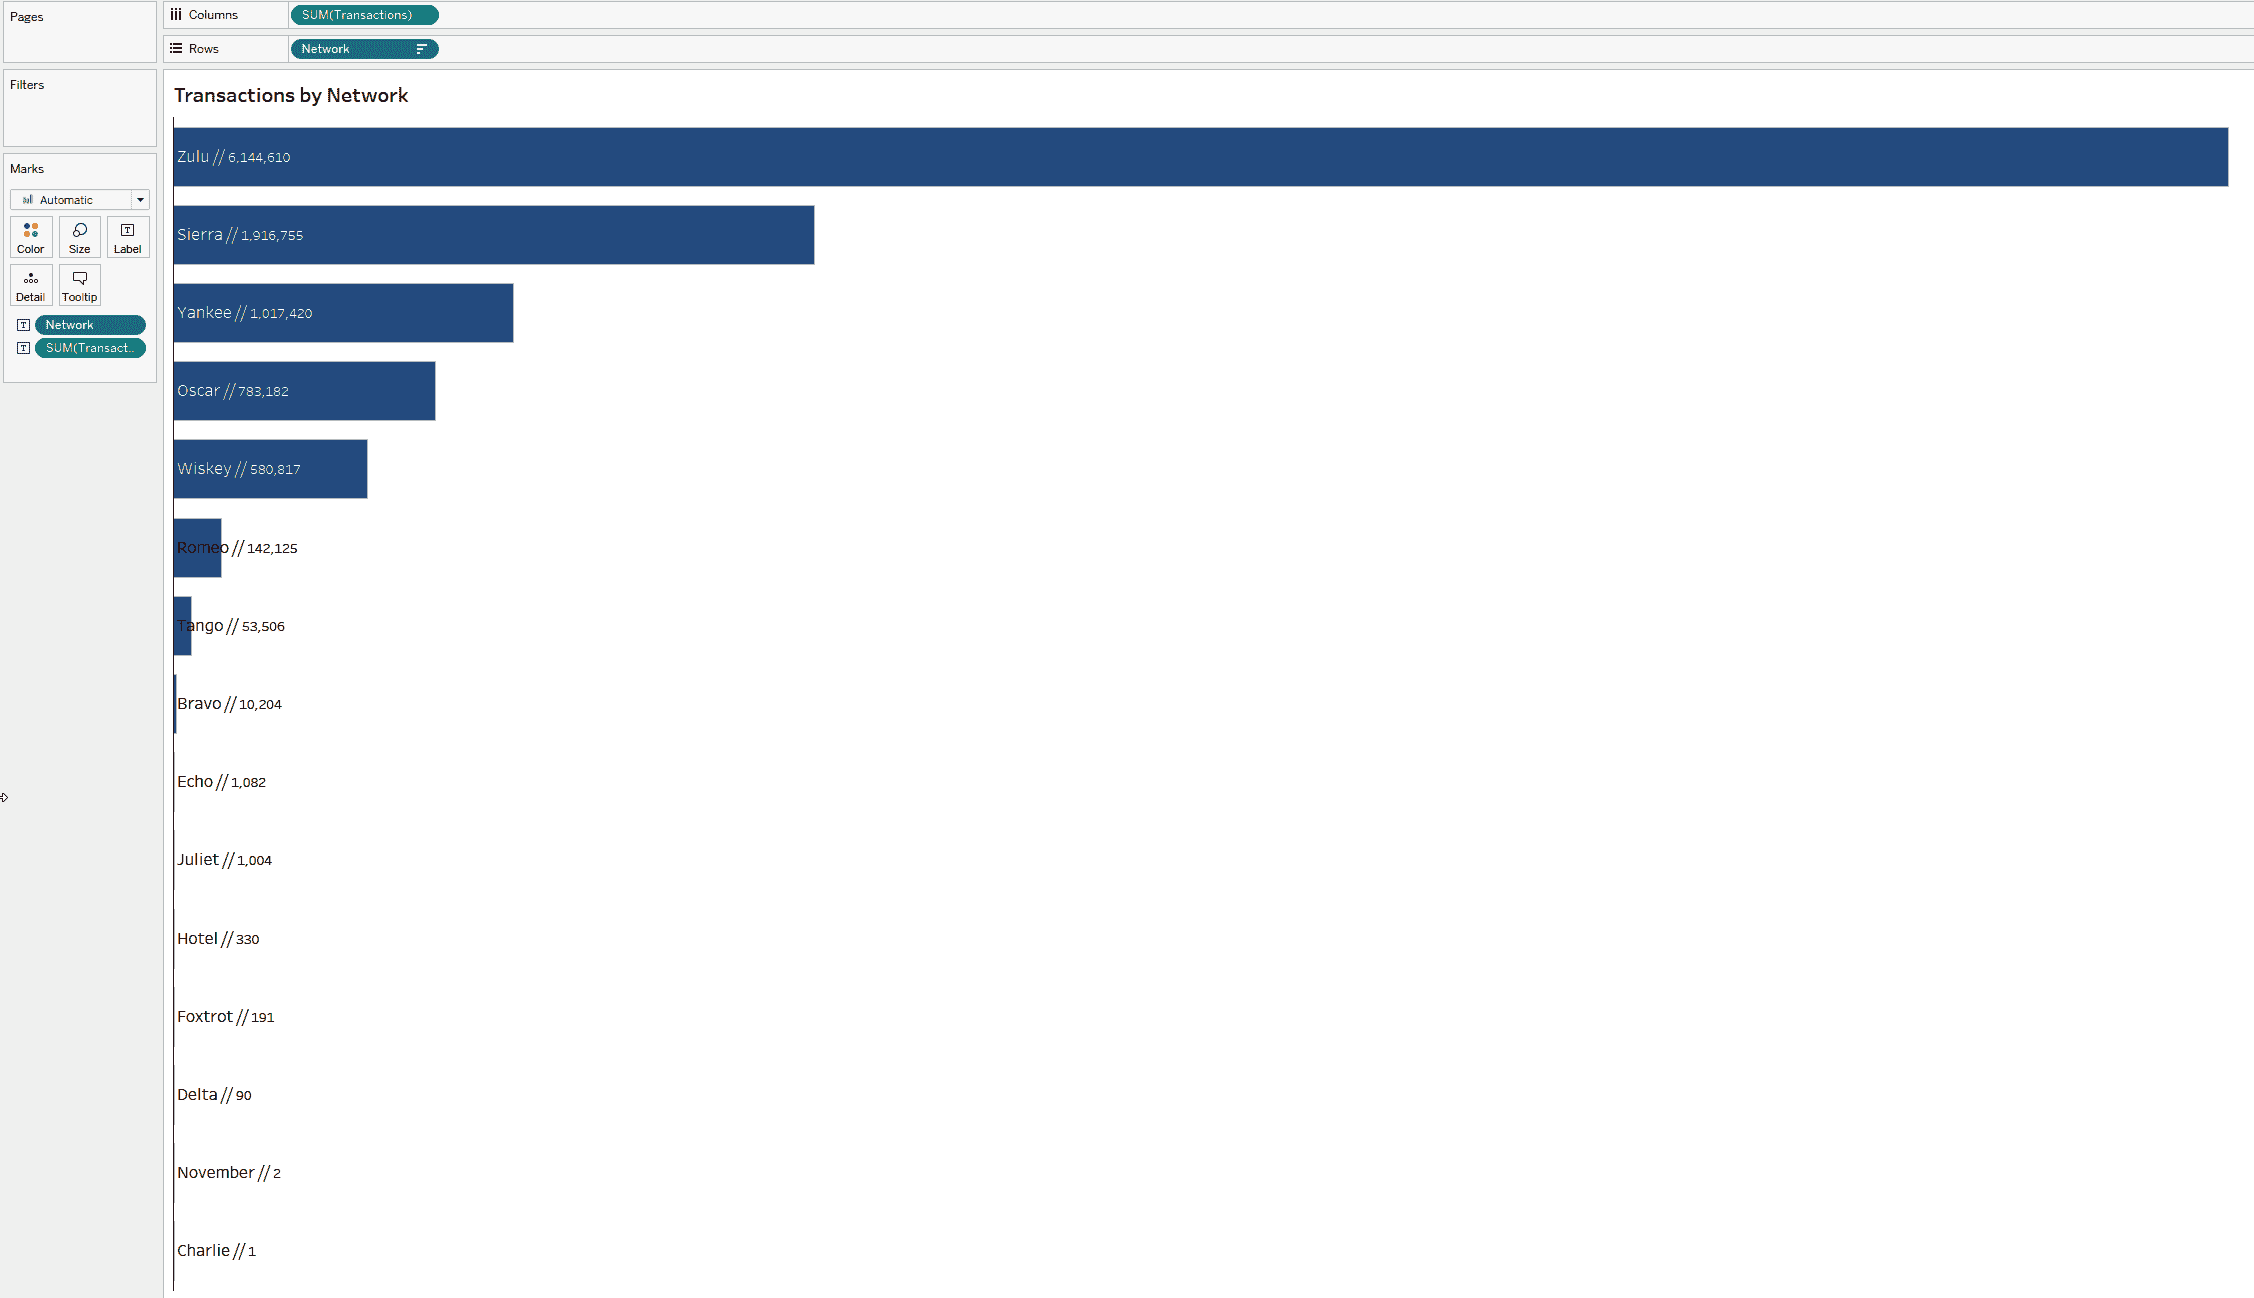 Pages
Columns
SUM(Transactions)
Rows
Network
Filters
Marks
Automatic
Color
Size
Label
Detail
Tooltip
T Network
T SUM(Transact..
Transactions by Network
Zulu // 6,144,610
Sierra // 1,916,755
Yankee // 1,017,420
Oscar // 783,182
Wiskey // 580,817
Romeo // 142,125
Tango // 53,506
Bravo // 10,204
Echo // 1,082
Juliet // 1,004
Hotel // 330
Foxtrot // 191
Delta // 90
November // 2
Charlie // 1